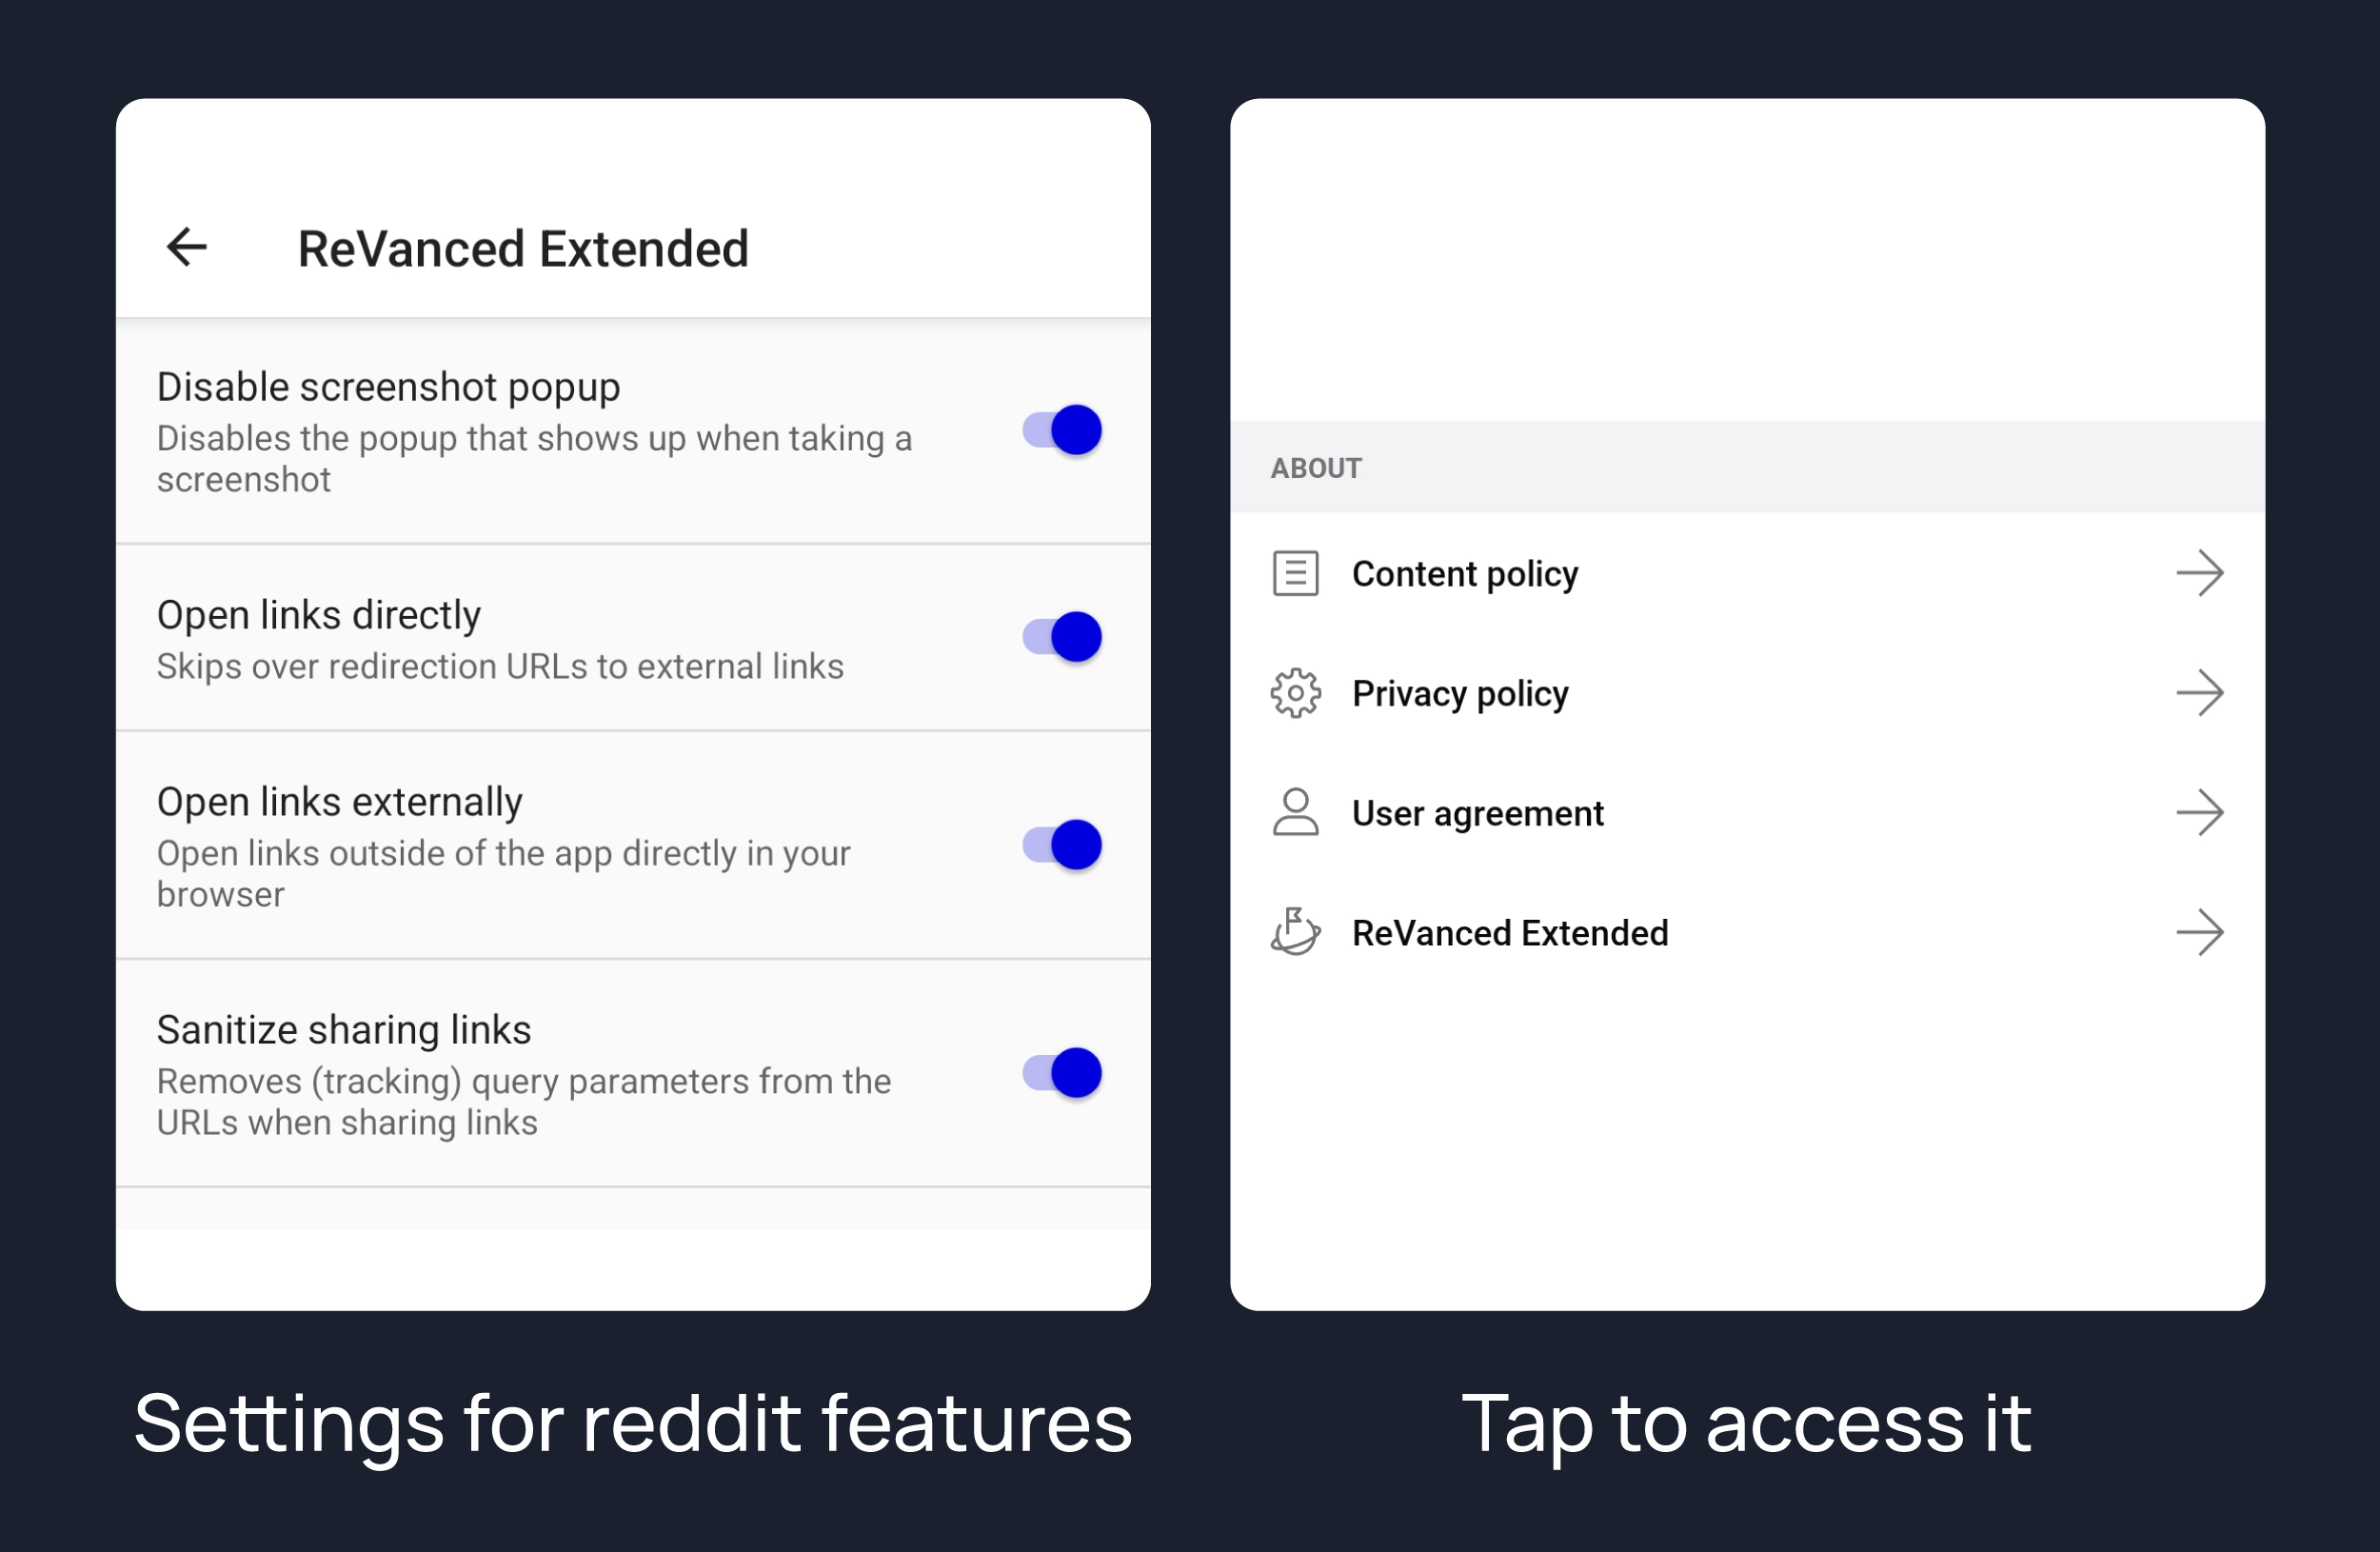 ReVanced Extended
Disable screenshot popup
Disables the popup that shows up when taking a
screenshot
Open links directly
Skips over redirection URLs to external links
Open links externally
Open links outside of the app directly in your
browser
Sanitize sharing links
Removes (tracking) query parameters from the
URLs when sharing links
Settings for reddit features
ABOUT
Content policy
Privacy policy
User agreement
ReVanced Extended
Tap to access it